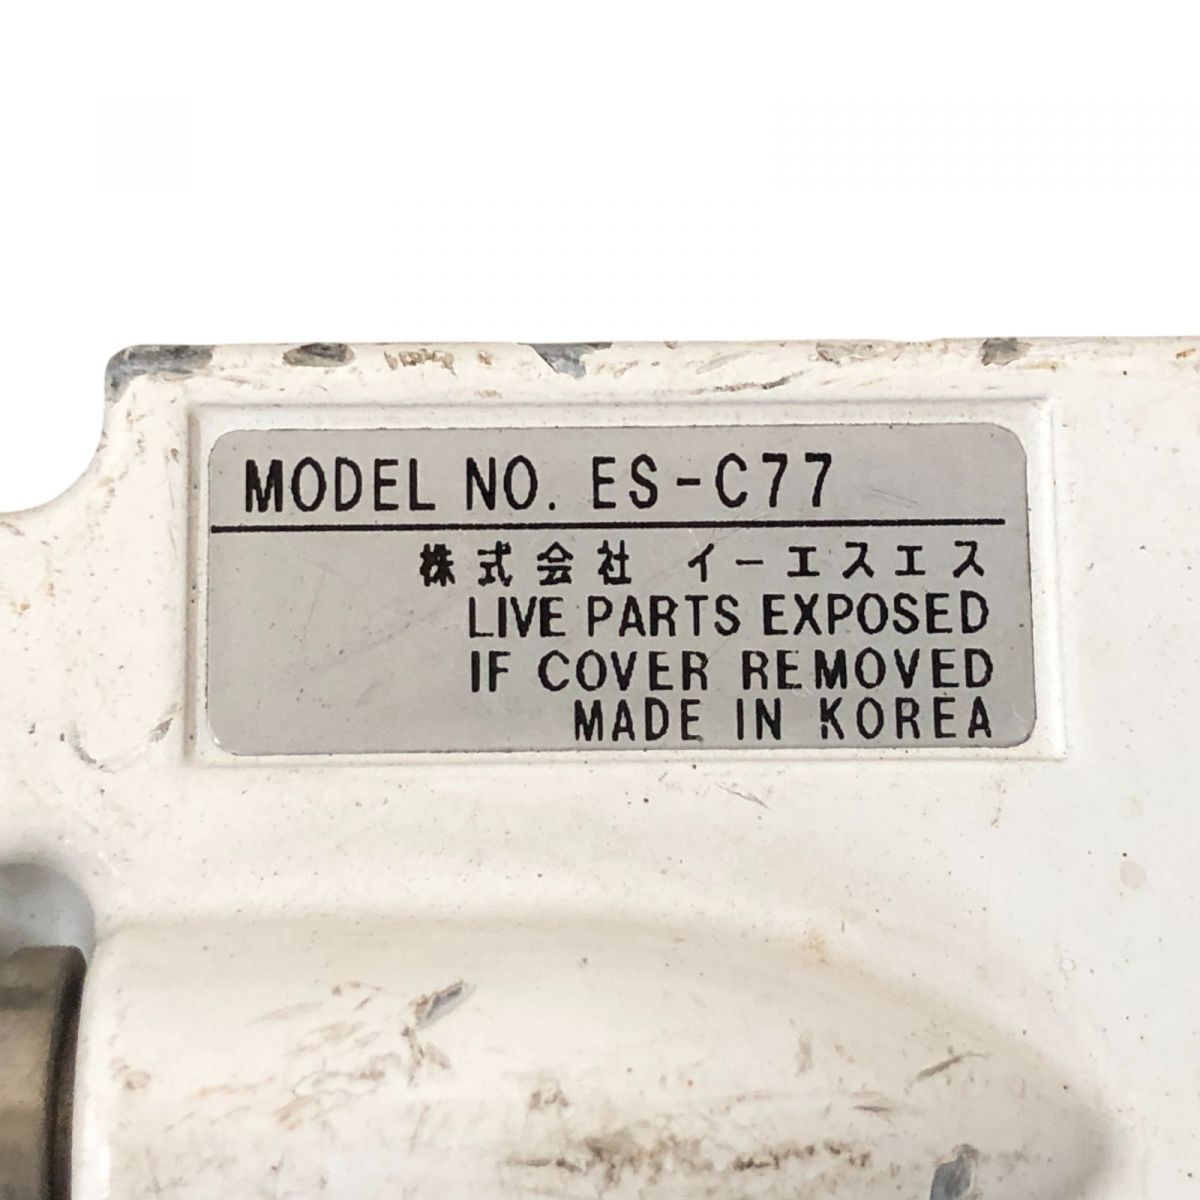 MODEL NO. ES-C77
株式会社 イーエスエス
LIVE PARTS EXPOSED
IF COVER REMOVED
MADE IN KOREA